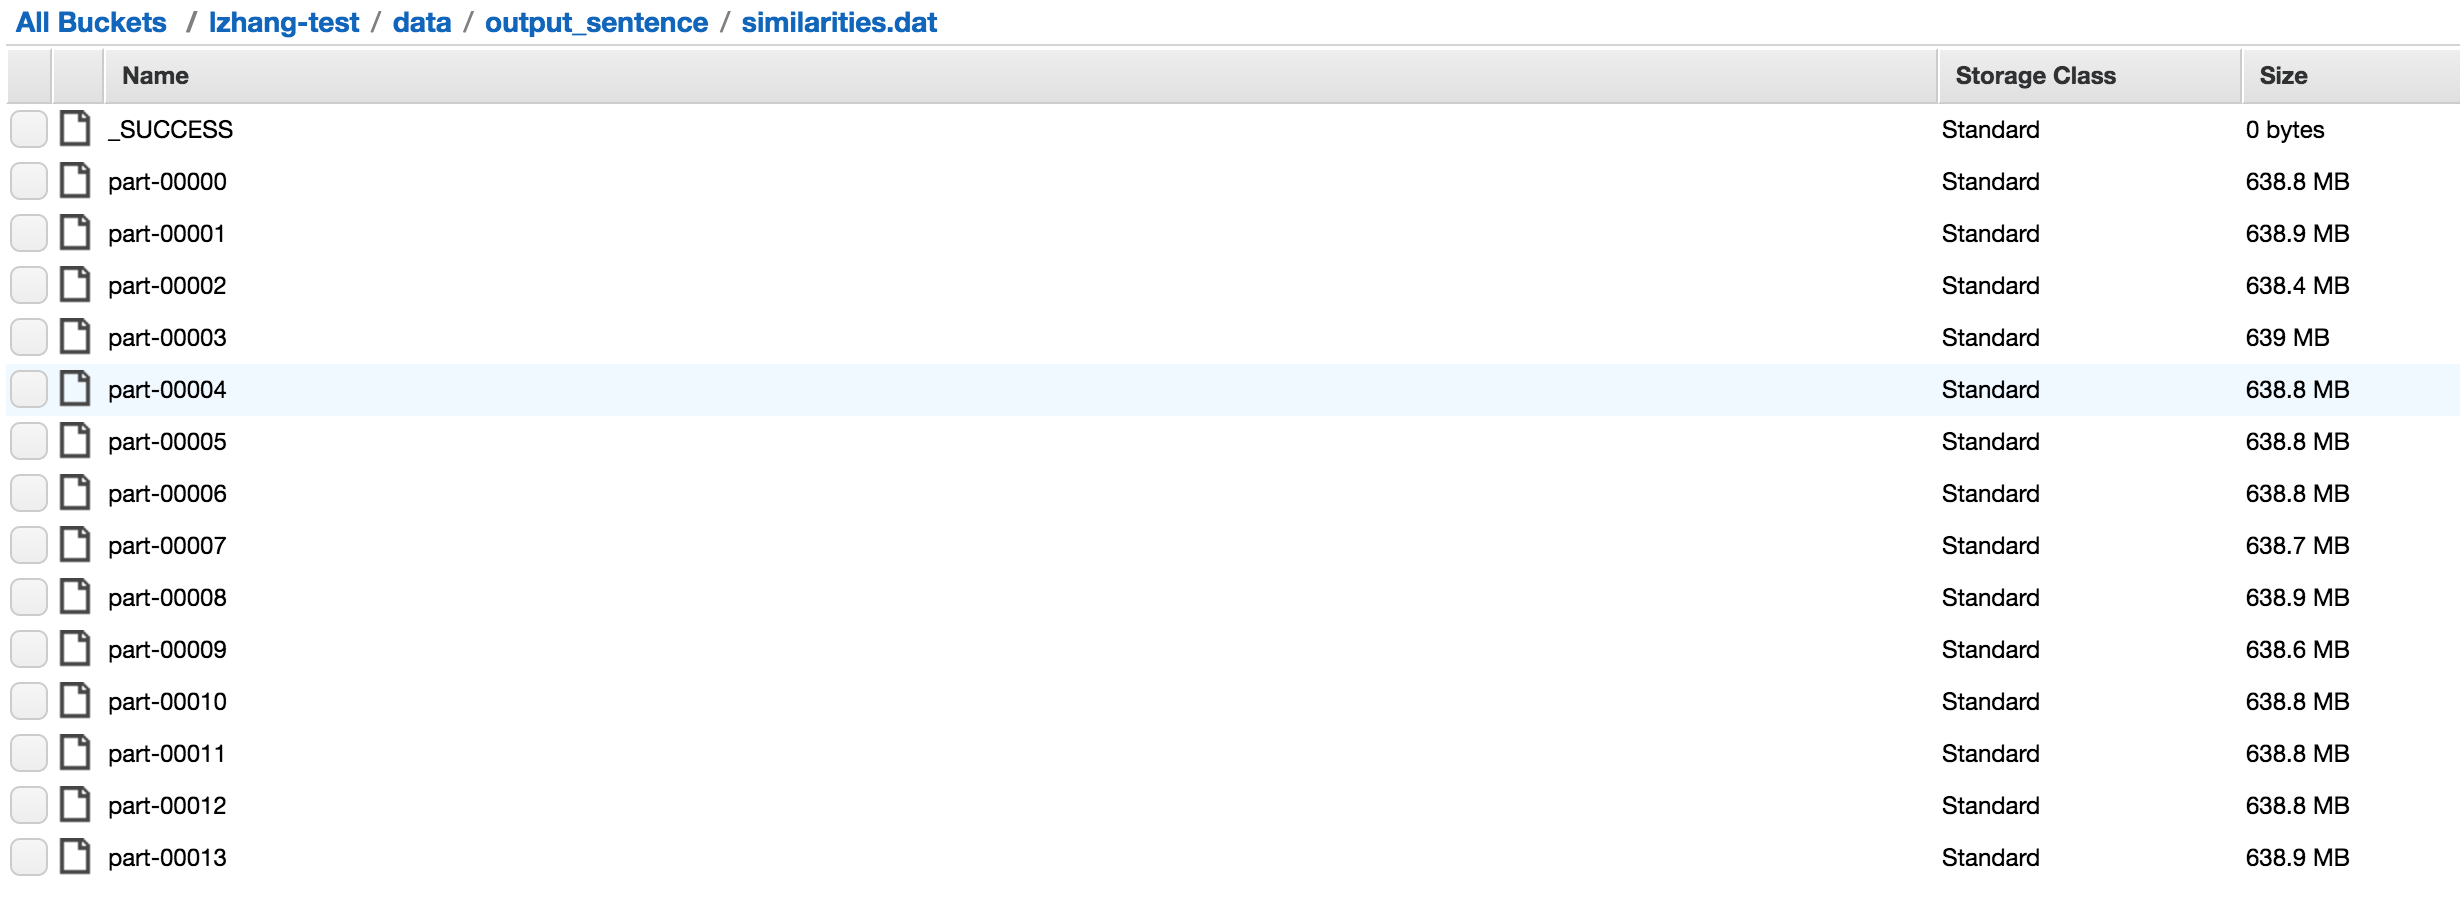 All Buckets / lzhang-test / data / output_sentence / similarities.dat
Name Storage Class Size
_SUCCESS Standard 0 bytes
part-00000 Standard 638.8 MB
part-00001 Standard 638.9 MB
part-00002 Standard 638.4 MB
part-00003 Standard 639 MB
part-00004 Standard 638.8 MB
part-00005 Standard 638.8 MB
part-00006 Standard 638.8 MB
part-00007 Standard 638.7 MB
part-00008 Standard 638.9 MB
part-00009 Standard 638.6 MB
part-00010 Standard 638.8 MB
part-00011 Standard 638.8 MB
part-00012 Standard 638.8 MB
part-00013 Standard 638.9 MB